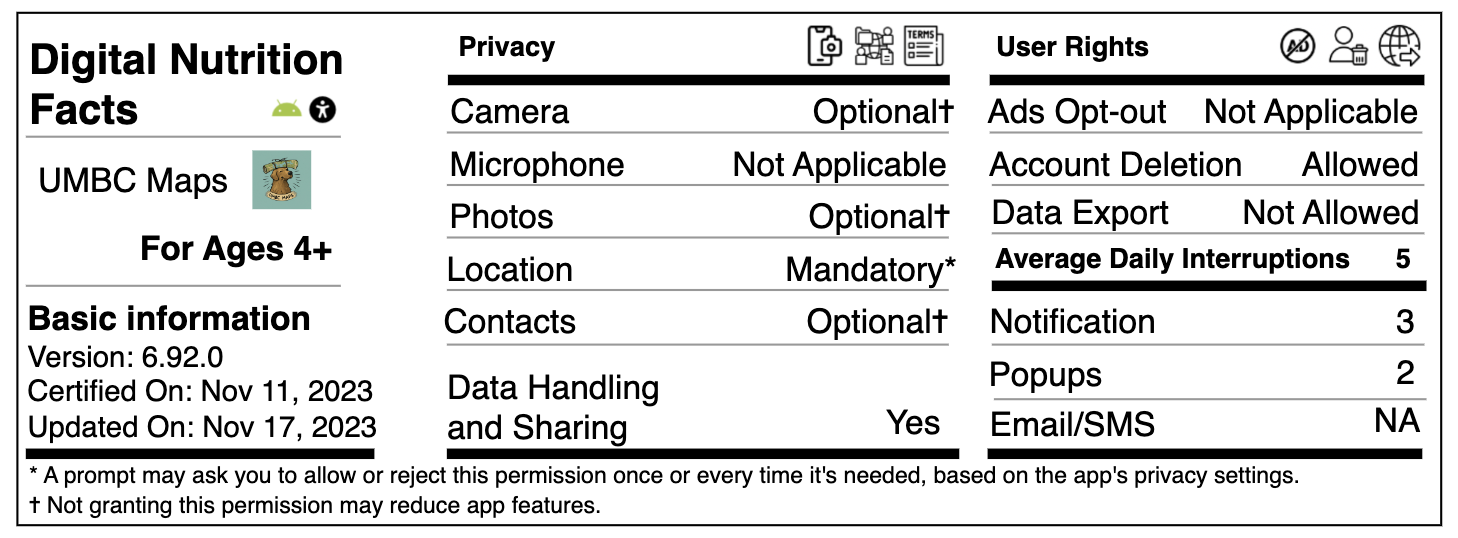 Digital Nutrition
Facts
UMBC Maps
UMBC MAPS
For Ages 4+
Basic information
Version: 6.92.0
Certified On: Nov 11, 2023
Updated On: Nov 17, 2023
Privacy
TERMS
Camera Optional†
Microphone Not Applicable
Photos Optional†
Location Mandatory*
Contacts Optional†
Data Handling
and Sharing Yes
User Rights
AD
Ads Opt-out Not Applicable
Account Deletion Allowed
Data Export Not Allowed
Average Daily Interruptions 5
Notification 3
Popups 2
Email/SMS NA
* A prompt may ask you to allow or reject this permission once or every time it's needed, based on the app's privacy settings.
† Not granting this permission may reduce app features.